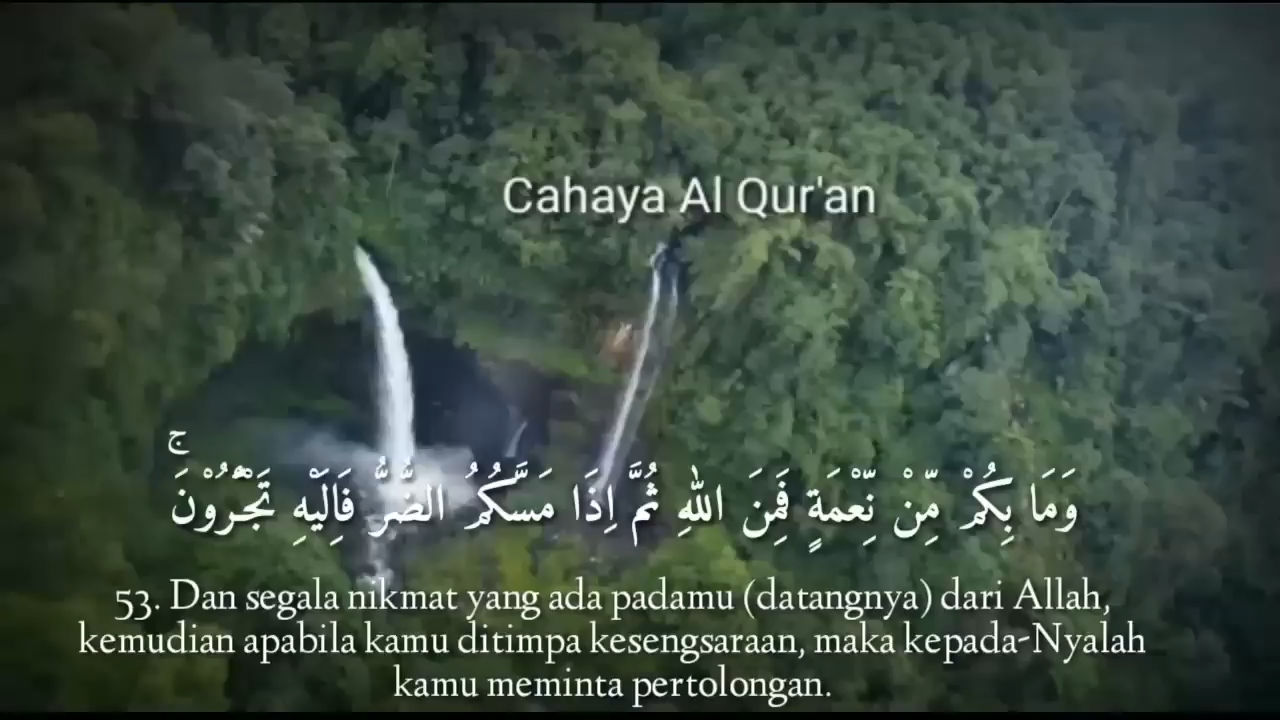 Cahaya Al Qur'an
وَمَا بِكُمْ مِّنْ نِّعْمَةٍ فَمِنَ اللّٰهِ ثُمَّ اِذَا مَسَّكُمُ الضُّرُّ فَاِلَيْهِ تَجْـَٔرُوْنَۚ
53. Dan segala nikmat yang ada padamu (datangnya) dari Allah,
kemudian apabila kamu ditimpa kesengsaraan, maka kepada-Nyalah
kamu meminta pertolongan.